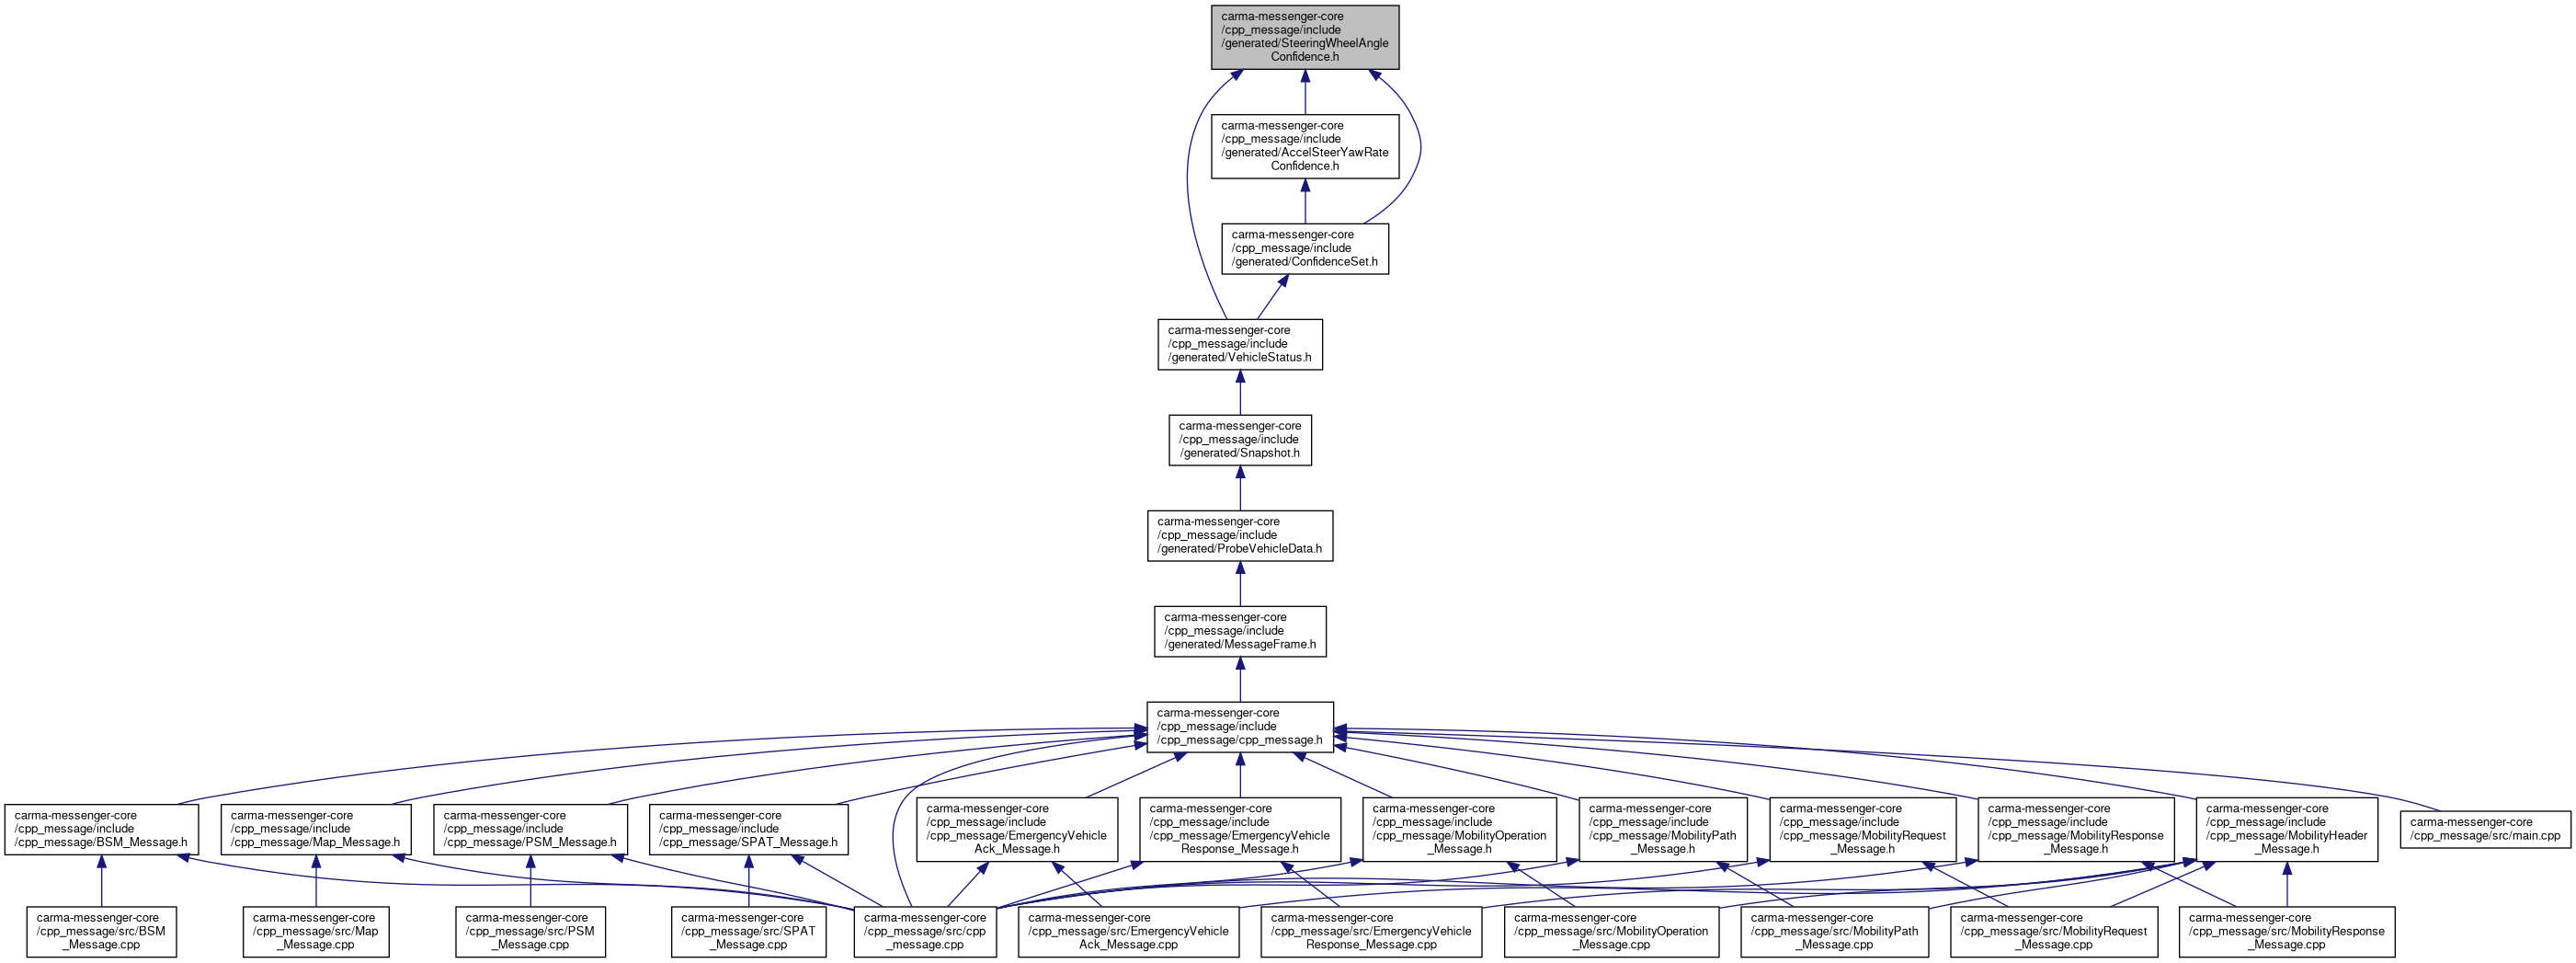 carma-messenger-core
/cpp_message/include
/generated/SteeringWheelAngle
Confidence.h
carma-messenger-core
/cpp_message/include
/generated/AccelSteerYawRate
Confidence.h
carma-messenger-core
/cpp_message/include
/generated/ConfidenceSet.h
carma-messenger-core
/cpp_message/include
/generated/VehicleStatus.h
carma-messenger-core
/cpp_message/include
/generated/Snapshot.h
carma-messenger-core
/cpp_message/include
/generated/ProbeVehicleData.h
carma-messenger-core
/cpp_message/include
/generated/MessageFrame.h
carma-messenger-core
/cpp_message/include
/cpp_message/cpp_message.h
carma-messenger-core
/cpp_message/include
/cpp_message/BSM_Message.h
carma-messenger-core
/cpp_message/include
/cpp_message/Map_Message.h
carma-messenger-core
/cpp_message/include
/cpp_message/PSM_Message.h
carma-messenger-core
/cpp_message/include
/cpp_message/SPAT_Message.h
carma-messenger-core
/cpp_message/include
/cpp_message/EmergencyVehicle
Ack_Message.h
carma-messenger-core
/cpp_message/include
/cpp_message/EmergencyVehicle
Response_Message.h
carma-messenger-core
/cpp_message/include
/cpp_message/MobilityOperation
_Message.h
carma-messenger-core
/cpp_message/include
/cpp_message/MobilityPath
_Message.h
carma-messenger-core
/cpp_message/include
/cpp_message/MobilityRequest
_Message.h
carma-messenger-core
/cpp_message/include
/cpp_message/MobilityResponse
_Message.h
carma-messenger-core
/cpp_message/include
/cpp_message/MobilityHeader
_Message.h
carma-messenger-core
/cpp_message/src/main.cpp
carma-messenger-core
/cpp_message/src/BSM
_Message.cpp
carma-messenger-core
/cpp_message/src/Map
_Message.cpp
carma-messenger-core
/cpp_message/src/PSM
_Message.cpp
carma-messenger-core
/cpp_message/src/SPAT
_Message.cpp
carma-messenger-core
/cpp_message/src/cpp
_message.cpp
carma-messenger-core
/cpp_message/src/EmergencyVehicle
Ack_Message.cpp
carma-messenger-core
/cpp_message/src/EmergencyVehicle
Response_Message.cpp
carma-messenger-core
/cpp_message/src/MobilityOperation
_Message.cpp
carma-messenger-core
/cpp_message/src/MobilityPath
_Message.cpp
carma-messenger-core
/cpp_message/src/MobilityRequest
_Message.cpp
carma-messenger-core
/cpp_message/src/MobilityResponse
_Message.cpp